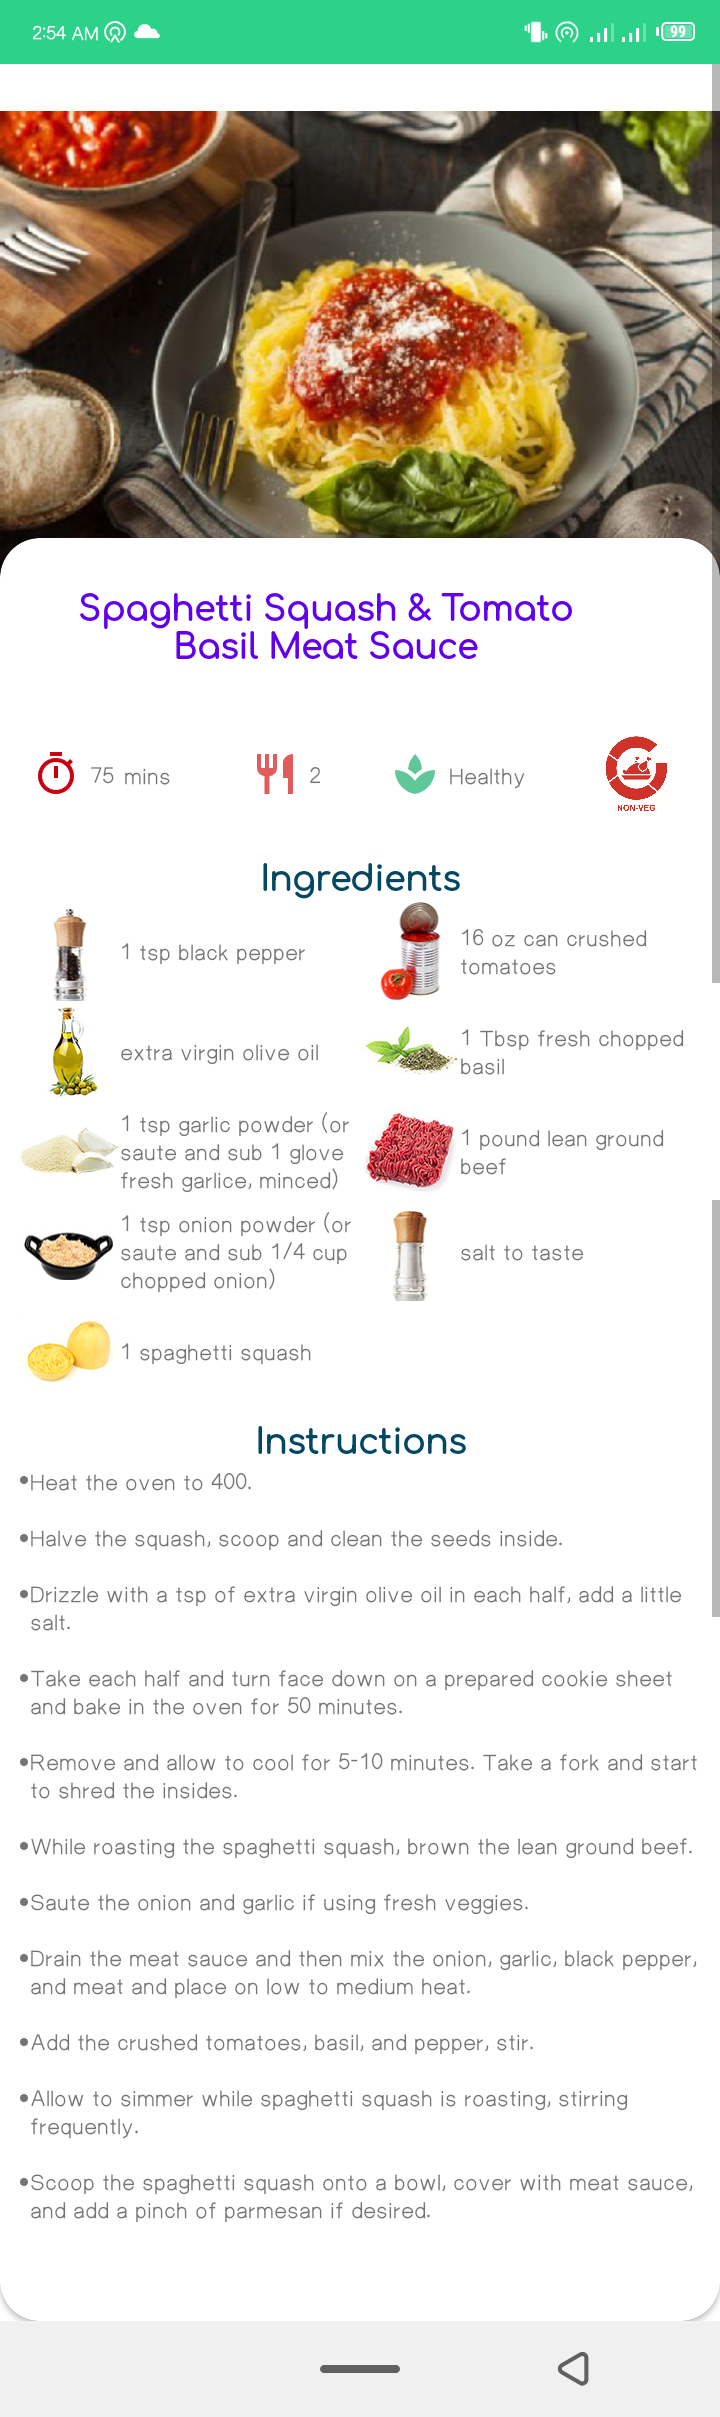 2:54 AM
99
Spaghetti Squash & Tomato
Basil Meat Sauce
75 mins
2
Healthy
NON-VEG
Ingredients
1 tsp black pepper
16 oz can crushed
tomatoes
extra virgin olive oil
1 Tbsp fresh chopped
basil
1 tsp garlic powder (or
saute and sub 1 glove
fresh garlice, minced)
1 pound lean ground
beef
1 tsp onion powder (or
saute and sub 1/4 cup
chopped onion)
salt to taste
1 spaghetti squash
Instructions
•Heat the oven to 400.
•Halve the squash, scoop and clean the seeds inside.
•Drizzle with a tsp of extra virgin olive oil in each half, add a little
salt.
•Take each half and turn face down on a prepared cookie sheet
and bake in the oven for 50 minutes.
•Remove and allow to cool for 5-10 minutes. Take a fork and start
to shred the insides.
•While roasting the spaghetti squash, brown the lean ground beef.
•Saute the onion and garlic if using fresh veggies.
•Drain the meat sauce and then mix the onion, garlic, black pepper,
and meat and place on low to medium heat.
•Add the crushed tomatoes, basil, and pepper, stir.
•Allow to simmer while spaghetti squash is roasting, stirring
frequently.
•Scoop the spaghetti squash onto a bowl, cover with meat sauce,
and add a pinch of parmesan if desired.